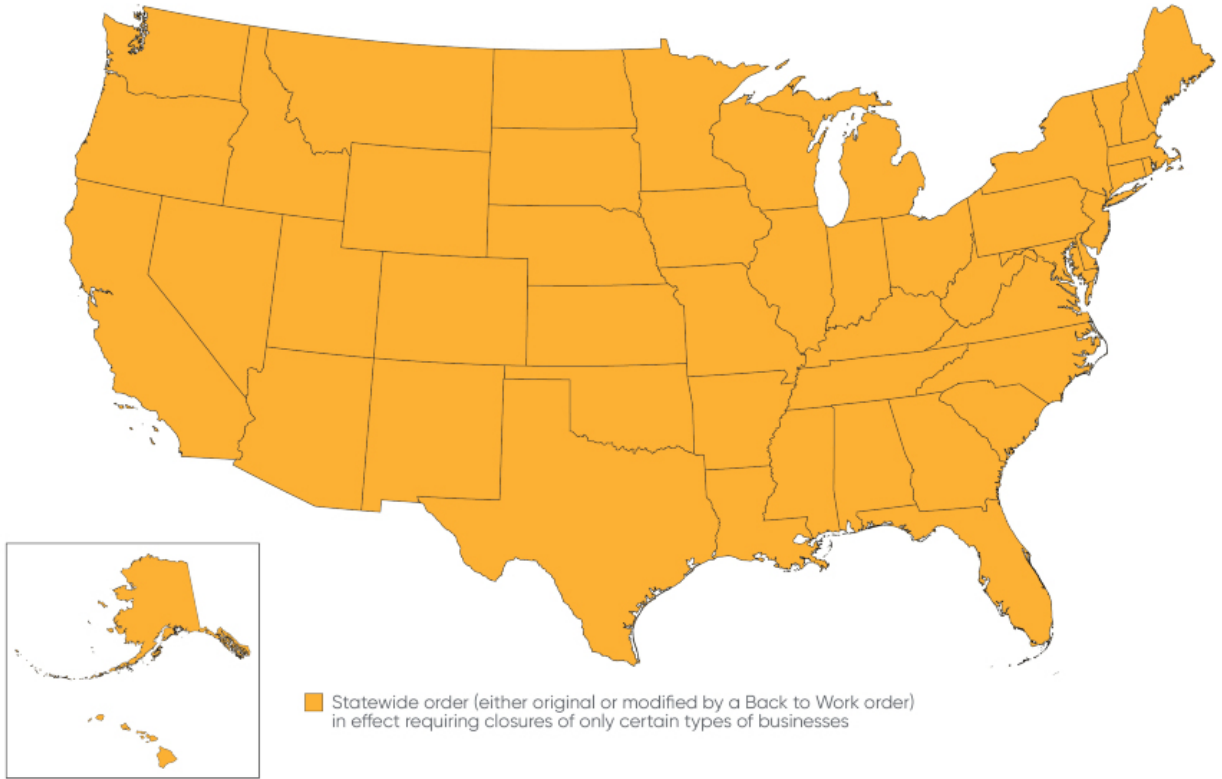 Statewide order (either original or modified by a Back to Work order)
in effect requiring closures of only certain types of businesses